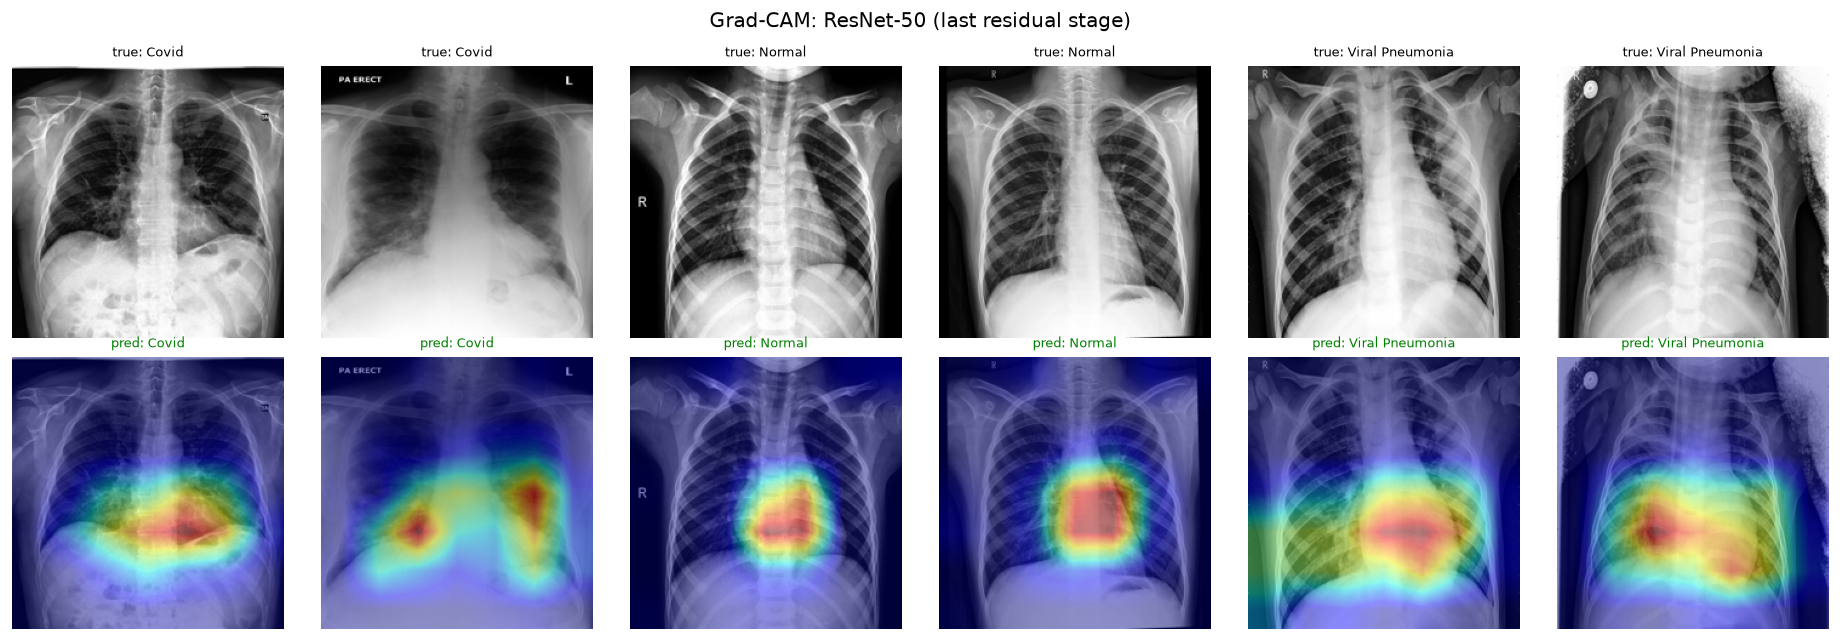 Grad-CAM: ResNet-50 (last residual stage)
true: Covid
true: Covid
true: Normal
true: Normal
true: Viral Pneumonia
true: Viral Pneumonia
PA ERECT
L
R
R
R
R
pred: Covid
pred: Covid
pred: Normal
pred: Normal
pred: Viral Pneumonia
pred: Viral Pneumonia
PA ERECT
L
R
R
R